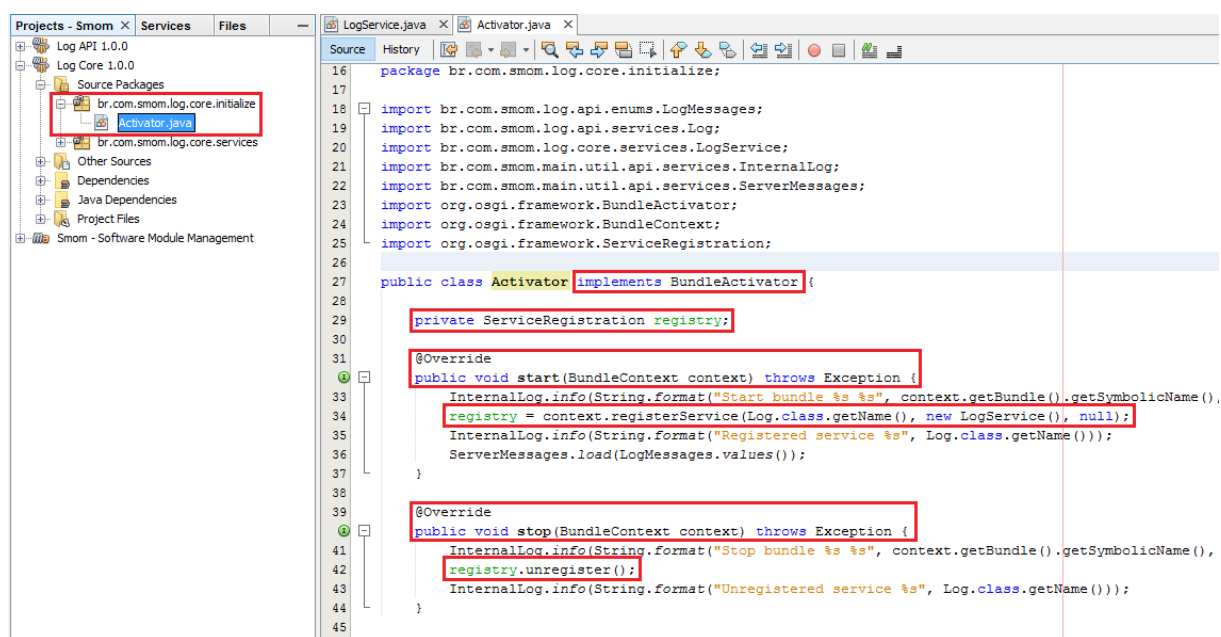 Projects - Smom × Services Files
Log API 1.0.0
Log Core 1.0.0
Source Packages
br.com.smom.log.core.initialize
Activator.java
br.com.smom.log.core.services
Other Sources
Dependencies
Java Dependencies
Project Files
Smom - Software Module Management
LogService.java × Activator.java ×
Source History
16 package br.com.smom.log.core.initialize;
17
18 import br.com.smom.log.api.enums.LogMessages;
19 import br.com.smom.log.api.services.Log;
20 import br.com.smom.log.core.services.LogService;
21 import br.com.smom.main.util.api.services.InternalLog;
22 import br.com.smom.main.util.api.services.ServerMessages;
23 import org.osgi.framework.BundleActivator;
24 import org.osgi.framework.BundleContext;
25 import org.osgi.framework.ServiceRegistration;
26
27 public class Activator implements BundleActivator {
28
29 private ServiceRegistration registry;
30
31 @Override
public void start(BundleContext context) throws Exception {
33 InternalLog.info(String.format("Start bundle %s %s", context.getBundle().getSymbolicName(),
34 registry = context.registerService(Log.class.getName(), new LogService(), null);
35 InternalLog.info(String.format("Registered service %s", Log.class.getName()));
36 ServerMessages.load(LogMessages.values());
37 }
38
39 @Override
public void stop(BundleContext context) throws Exception {
41 InternalLog.info(String.format("Stop bundle %s %s", context.getBundle().getSymbolicName(),
42 registry.unregister();
43 InternalLog.info(String.format("Unregistered service %s", Log.class.getName()));
44 }
45